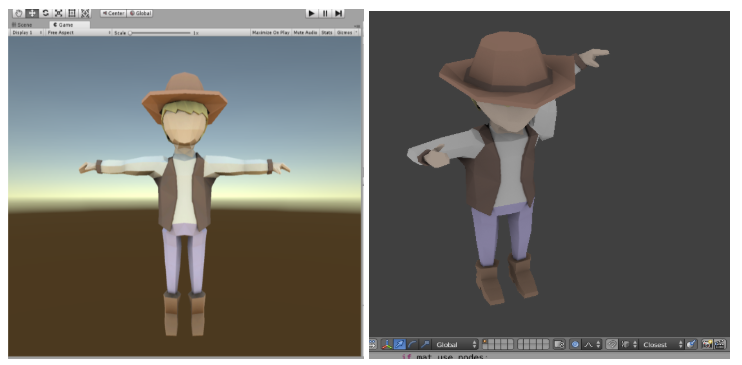 Center Global
Scene Game
Display 1 Free Aspect Scale 1x Maximize On Play Mute Audio Stats Gizmos
Global Closest
if mat.use_nodes: